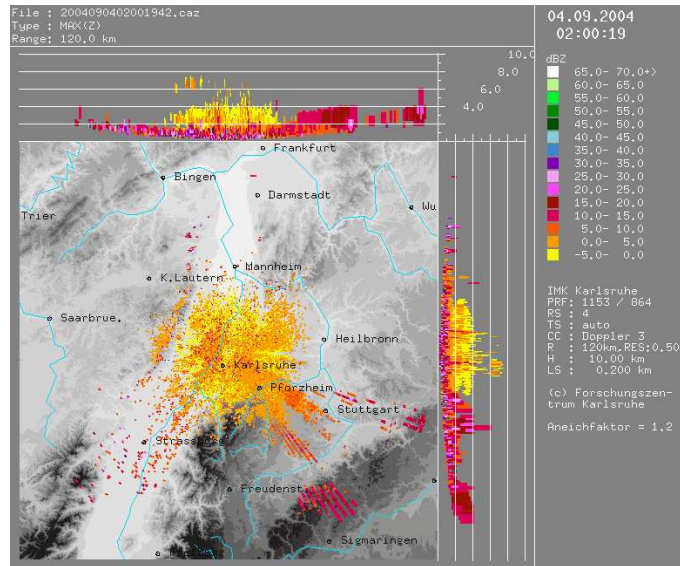 File : 2004090402001942.caz
Type : MAX(Z)
Range: 120.0 km
04.09.2004
02:00:19
10.0
8.0
6.0
4.0
dBZ
65.0- 70.0+>
60.0- 65.0
55.0- 60.0
50.0- 55.0
45.0- 50.0
40.0- 45.0
35.0- 40.0
30.0- 35.0
25.0- 30.0
20.0- 25.0
15.0- 20.0
10.0- 15.0
5.0- 10.0
0.0- 5.0
-5.0- 0.0
Frankfurt
Bingen
Darmstadt
Trier
Wu
Mannheim
K.Lautern
Saarbrue.
Heilbronn
Karlsruhe
Pforzheim
Stuttgart
Strassburg
Freudenst.
Sigmaringen
IMK Karlsruhe
PRF: 1153 / 864
RS : 4
TS : auto
CC : Doppler 3
R : 120km,RES:0.50
H : 10.00 km
LS : 0.200 km
(c) Forschungszen-
trum Karlsruhe
Aneichfaktor = 1.2